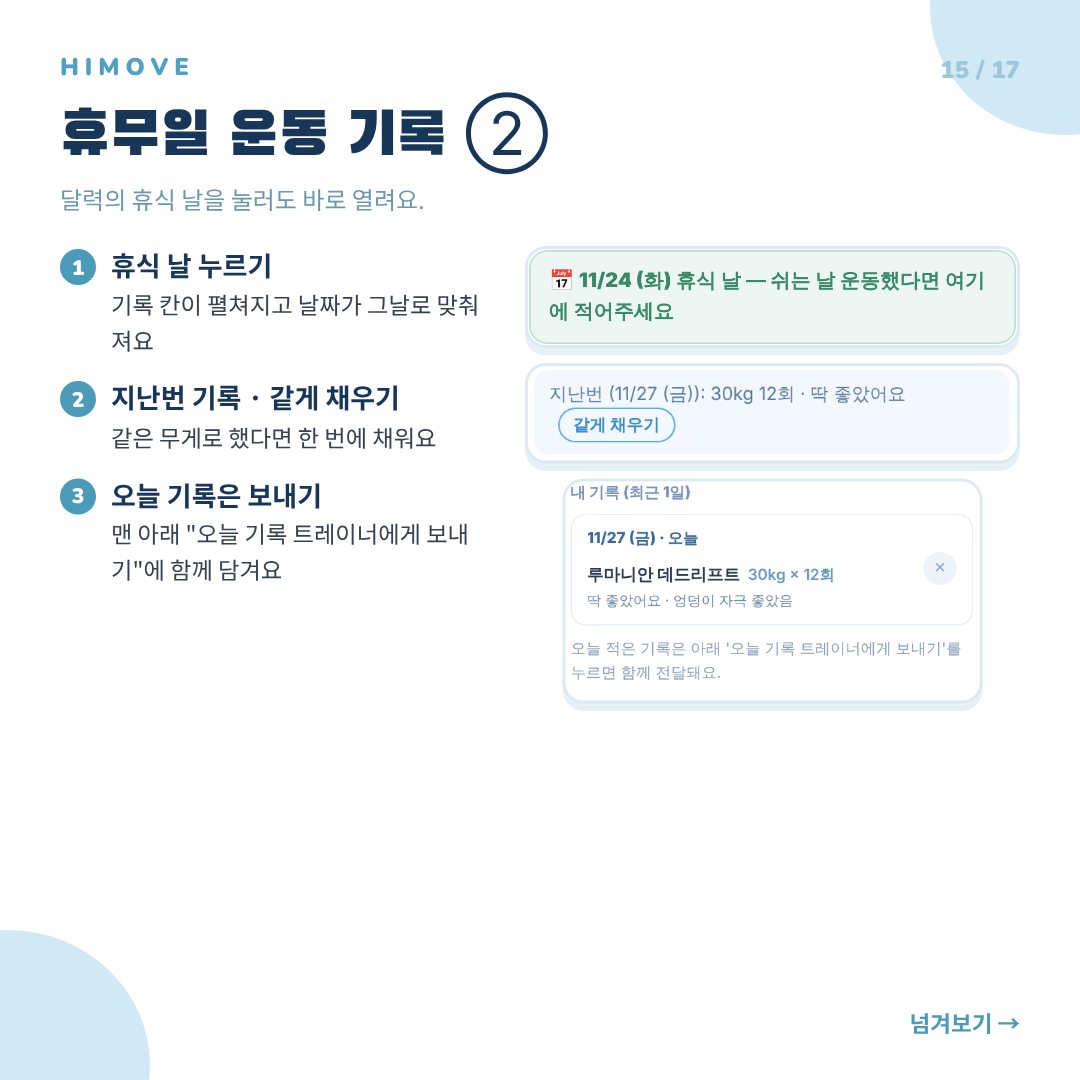 HIMOVE
15 / 17
휴무일 운동 기록 ②
달력의 휴식 날을 눌러도 바로 열려요.
1 휴식 날 누르기
기록 칸이 펼쳐지고 날짜가 그날로 맞춰
져요
2 지난번 기록 · 같게 채우기
같은 무게로 했다면 한 번에 채워요
3 오늘 기록은 보내기
맨 아래 "오늘 기록 트레이너에게 보내
기"에 함께 담겨요
📅 11/24 (화) 휴식 날 — 쉬는 날 운동했다면 여기
에 적어주세요
지난번 (11/27 (금)): 30kg 12회 · 딱 좋았어요
같게 채우기
내 기록 (최근 1일)
11/27 (금) · 오늘
루마니안 데드리프트 30kg × 12회
×
딱 좋았어요 · 엉덩이 자극 좋았음
오늘 적은 기록은 아래 '오늘 기록 트레이너에게 보내기'를
누르면 함께 전달돼요.
넘겨보기 →